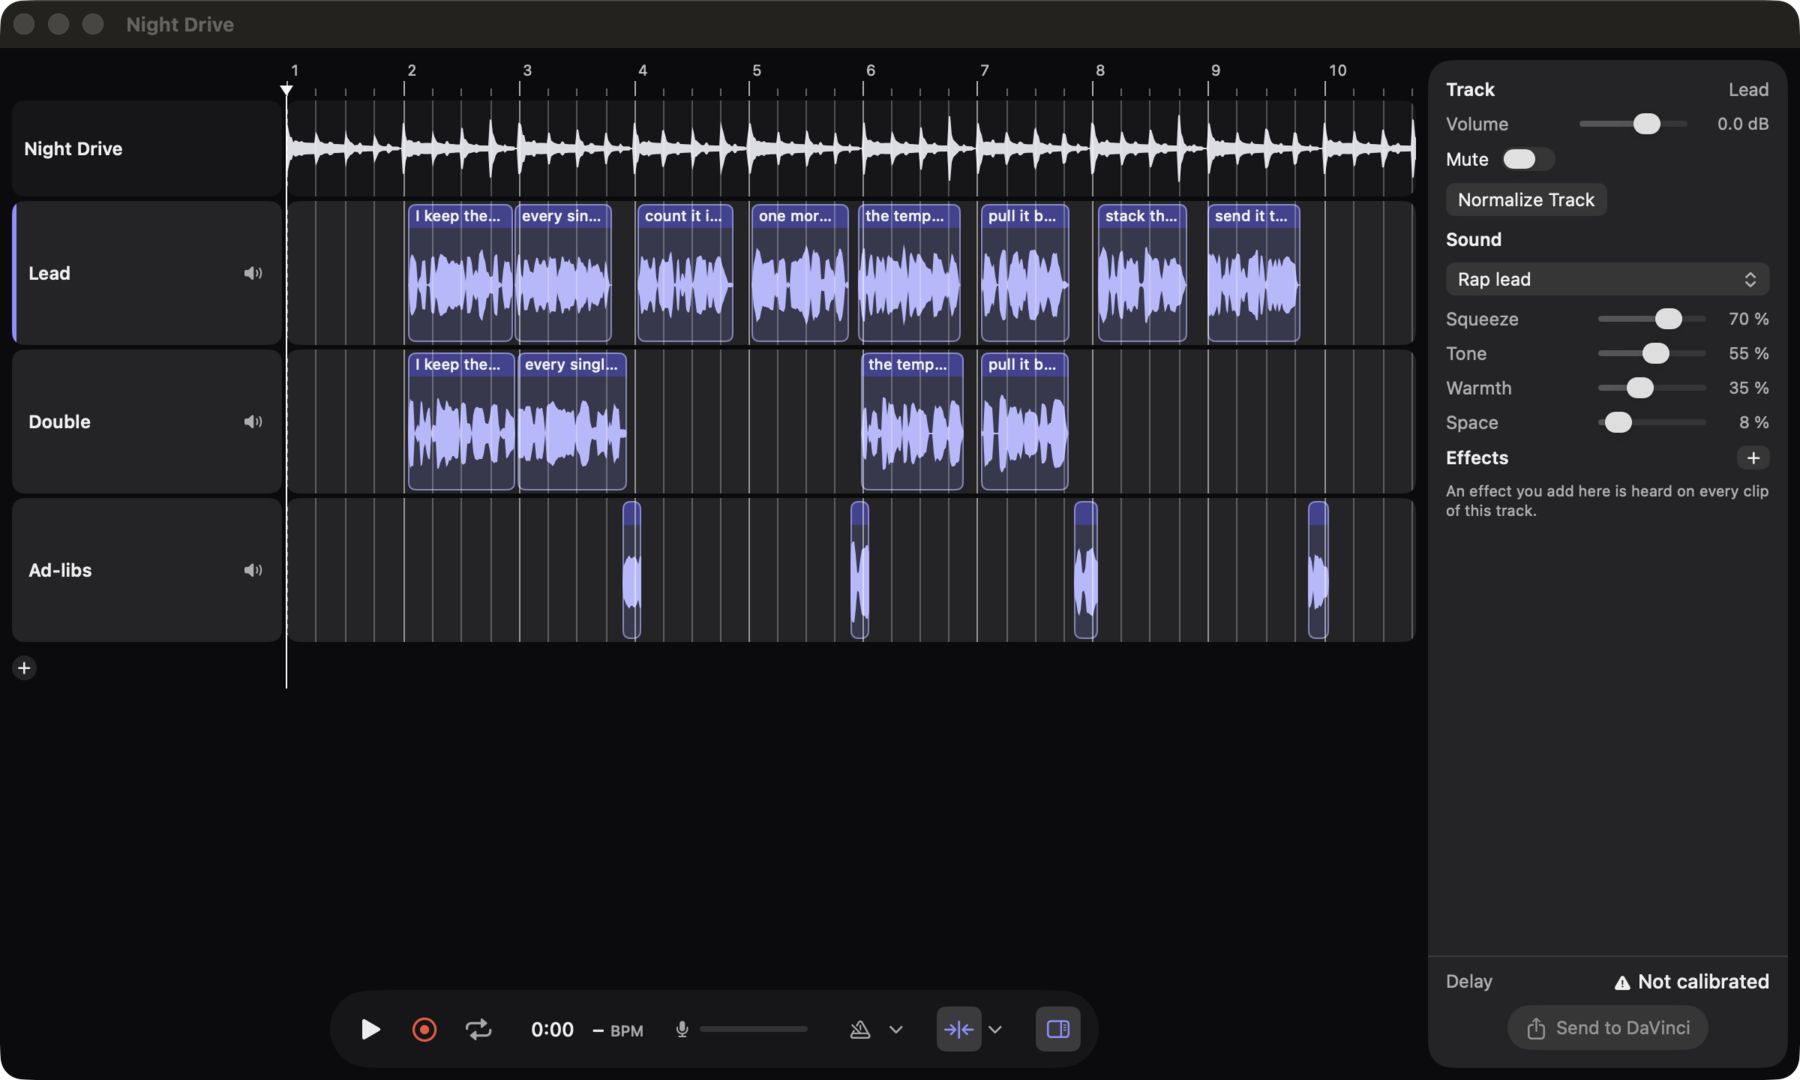 Night Drive
1 2 3 4 5 6 7 8 9 10
Night Drive
Lead
I keep the... every sin... count it i... one mor... the temp... pull it b... stack th... send it t...
Double
I keep the... every singl... the temp... pull it b...
Ad-libs
0:00 – BPM
Track Lead
Volume 0.0 dB
Mute
Normalize Track
Sound
Rap lead
Squeeze 70 %
Tone 55 %
Warmth 35 %
Space 8 %
Effects
An effect you add here is heard on every clip
of this track.
Delay Not calibrated
Send to DaVinci